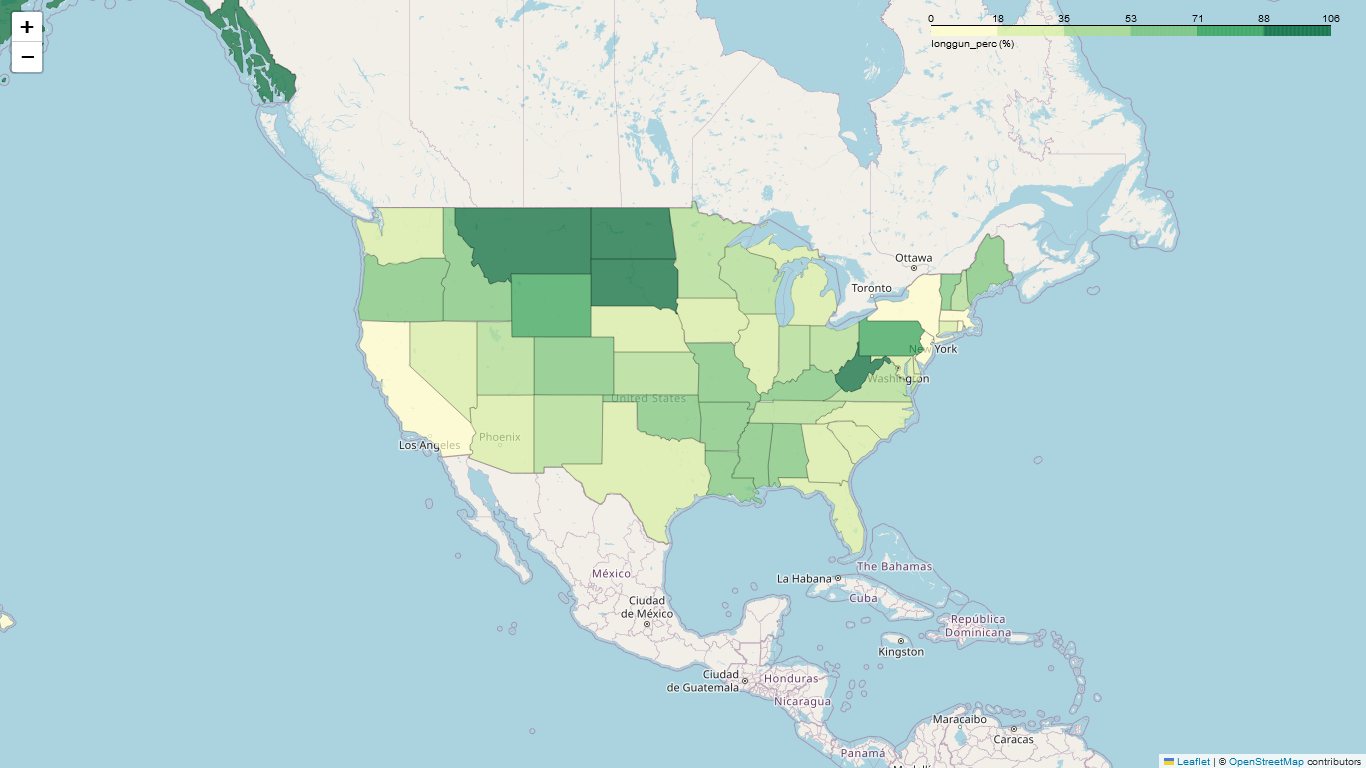 +
−
0 18 35 53 71 88 106
longgun_perc (%)
Ottawa
Toronto
New York
Washington
United States
Phoenix
Los Angeles
The Bahamas
La Habana
Cuba
México
Ciudad
de México
República
Dominicana
Kingston
Ciudad
de Guatemala
Honduras
Nicaragua
Maracaibo
Caracas
Panamá
Leaflet | © OpenStreetMap contributors